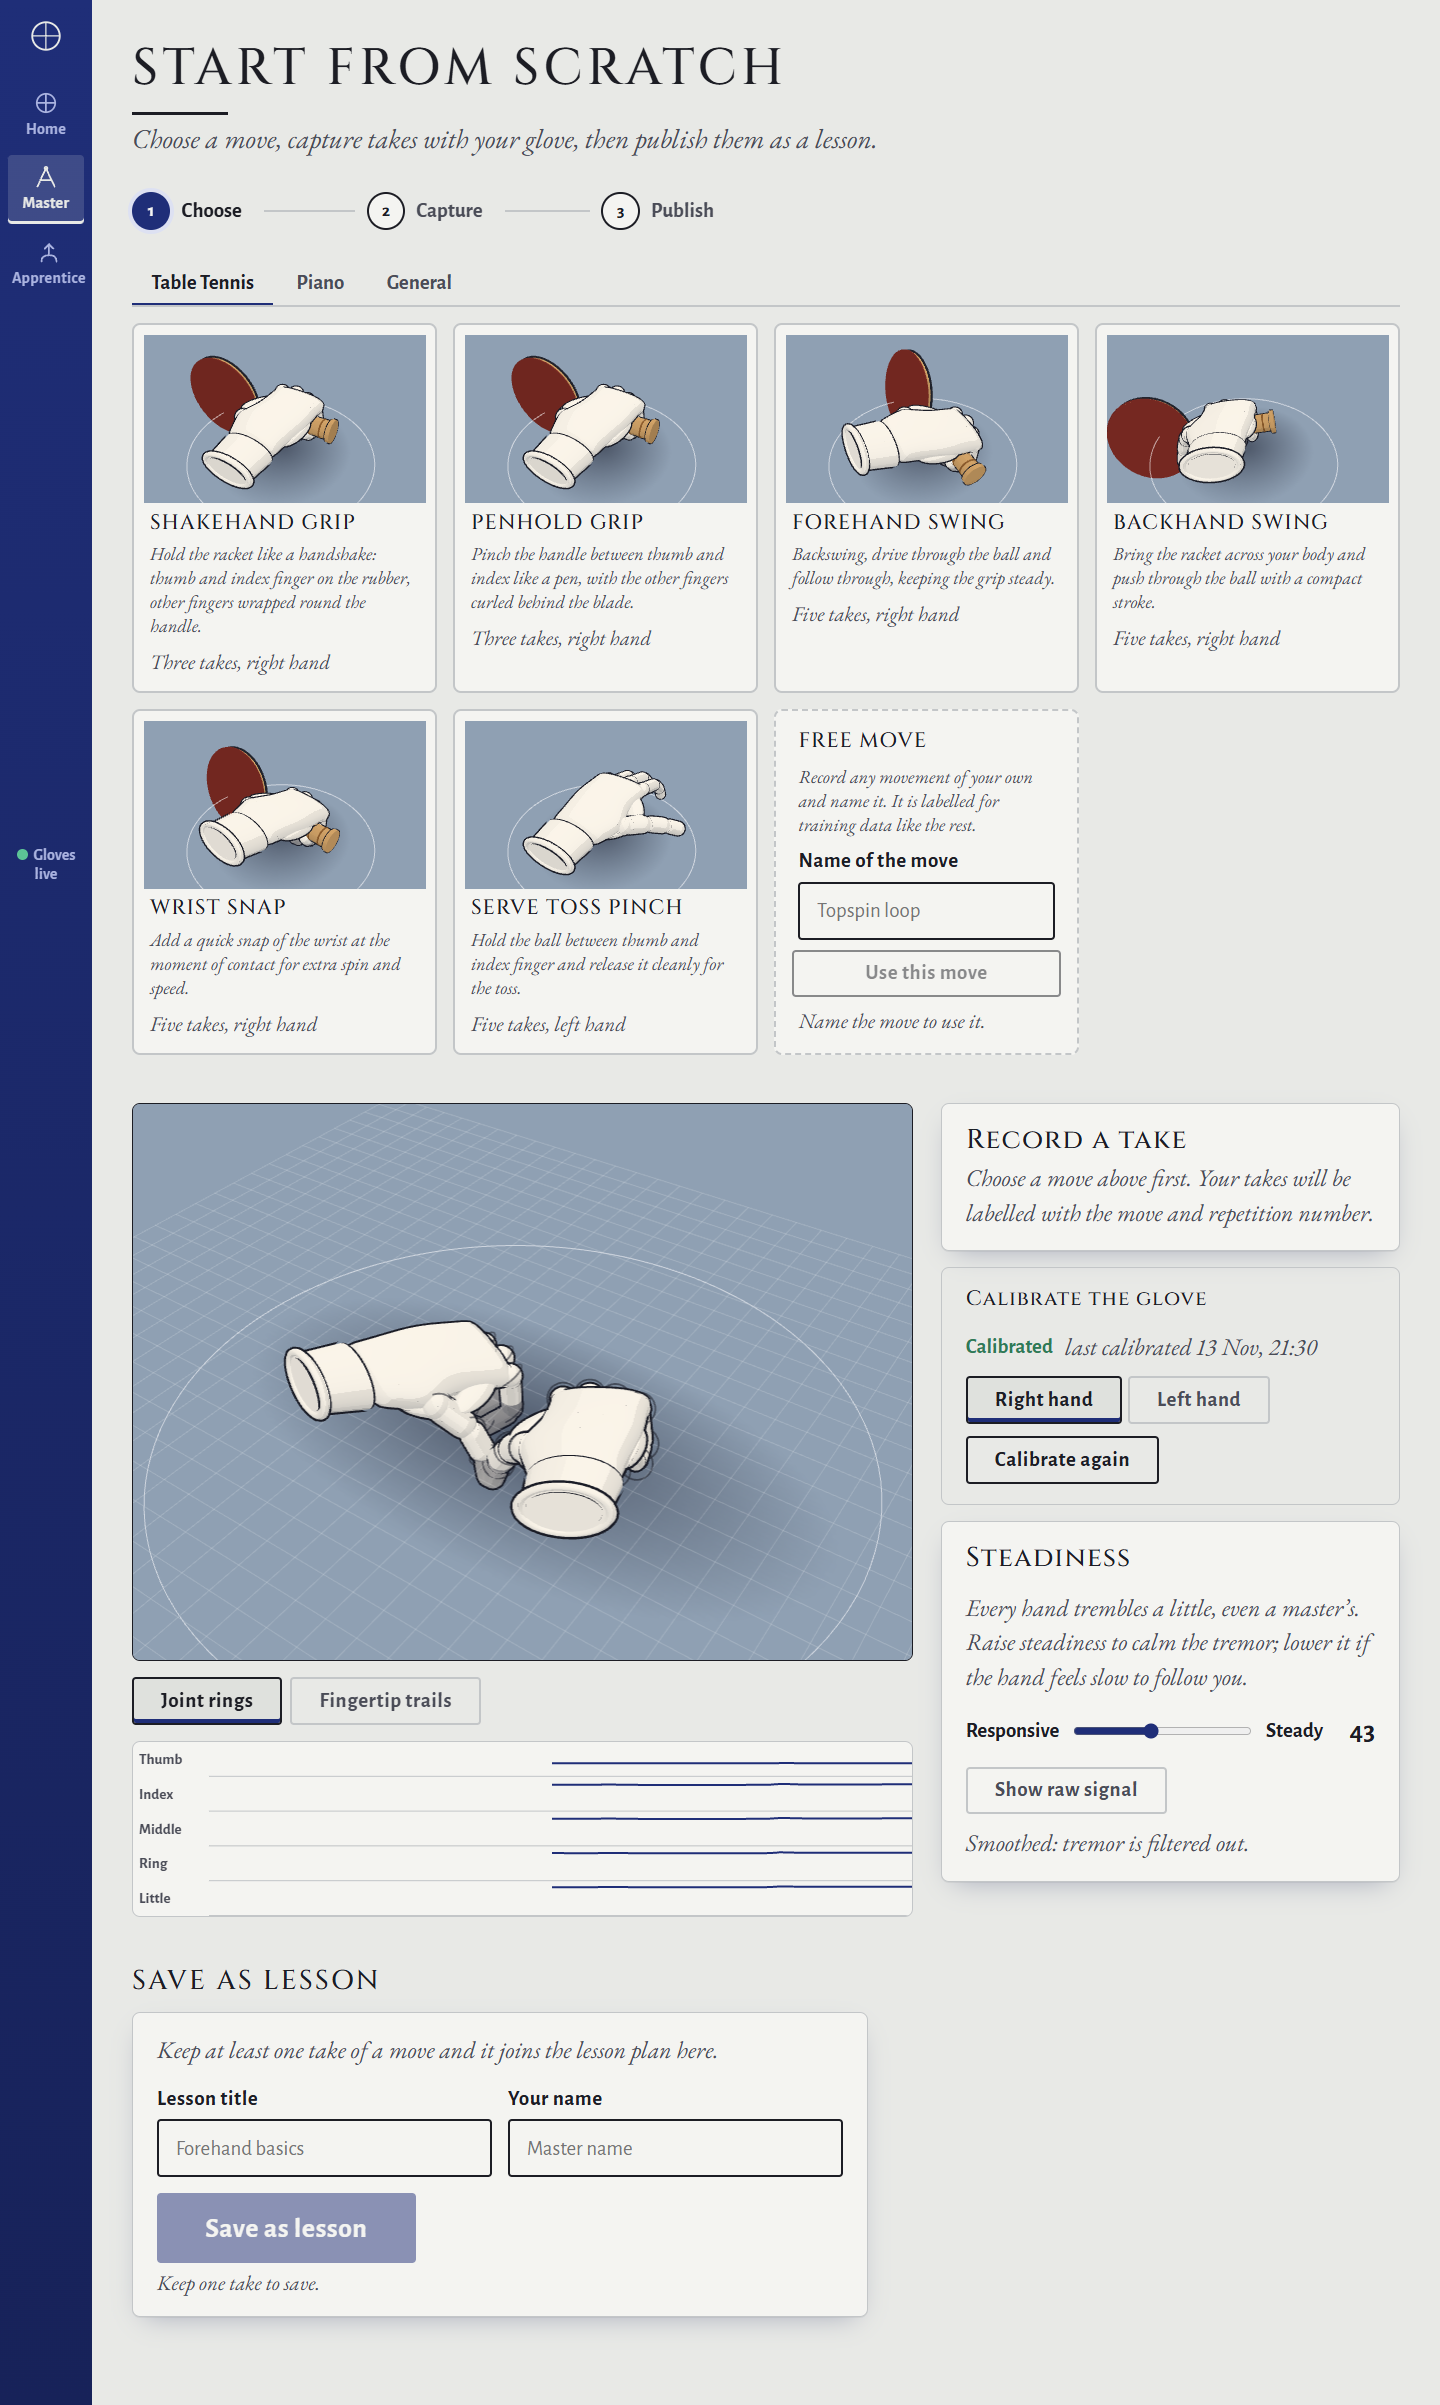 Home
Master
Apprentice
Gloves
live
START FROM SCRATCH
Choose a move, capture takes with your glove, then publish them as a lesson.
1 Choose
2 Capture
3 Publish
Table Tennis
Piano
General
SHAKEHAND GRIP
Hold the racket like a handshake:
thumb and index finger on the rubber,
other fingers wrapped round the
handle.
Three takes, right hand
PENHOLD GRIP
Pinch the handle between thumb and
index like a pen, with the other fingers
curled behind the blade.
Three takes, right hand
FOREHAND SWING
Backswing, drive through the ball and
follow through, keeping the grip steady.
Five takes, right hand
BACKHAND SWING
Bring the racket across your body and
push through the ball with a compact
stroke.
Five takes, right hand
WRIST SNAP
Add a quick snap of the wrist at the
moment of contact for extra spin and
speed.
Five takes, right hand
SERVE TOSS PINCH
Hold the ball between thumb and
index finger and release it cleanly for
the toss.
Five takes, left hand
FREE MOVE
Record any movement of your own
and name it. It is labelled for
training data like the rest.
Name of the move
Topspin loop
Use this move
Name the move to use it.
RECORD A TAKE
Choose a move above first. Your takes will be
labelled with the move and repetition number.
CALIBRATE THE GLOVE
Calibrated last calibrated 13 Nov, 21:30
Right hand
Left hand
Calibrate again
STEADINESS
Every hand trembles a little, even a master’s.
Raise steadiness to calm the tremor; lower it if
the hand feels slow to follow you.
Responsive
Steady
43
Show raw signal
Smoothed: tremor is filtered out.
Joint rings
Fingertip trails
Thumb
Index
Middle
Ring
Little
SAVE AS LESSON
Keep at least one take of a move and it joins the lesson plan here.
Lesson title
Your name
Forehand basics
Master name
Save as lesson
Keep one take to save.